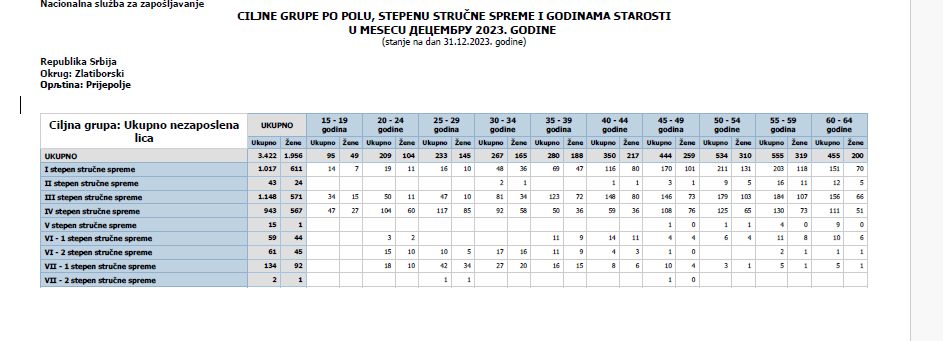 Nacionalna služba za zapošljavanje
CILJNE GRUPE PO POLU, STEPENU STRUČNE SPREME I GODINAMA STAROSTI
U MESECU ДЕЦЕМБРУ 2023. GODINE
(stanje na dan 31.12.2023. godine)
Republika Srbija
Okrug: Zlatiborski
Opština: Prijepolje
Ciljna grupa: Ukupno nezaposlena lica UKUPNO 15 - 19 godina 20 - 24 godine 25 - 29 godina 30 - 34 godine 35 - 39 godina 40 - 44 godine 45 - 49 godina 50 - 54 godine 55 - 59 godina 60 - 64 godine
Ukupno Žene Ukupno Žene Ukupno Žene Ukupno Žene Ukupno Žene Ukupno Žene Ukupno Žene Ukupno Žene Ukupno Žene Ukupno Žene Ukupno Žene
UKUPNO 3.422 1.956 95 49 209 104 233 145 267 165 280 188 350 217 444 259 534 310 555 319 455 200
I stepen stručne spreme 1.017 611 14 7 19 11 16 10 48 36 69 47 116 80 170 101 211 131 203 118 151 70
II stepen stručne spreme 43 24 2 1 1 1 3 1 9 5 16 11 12 5
III stepen stručne spreme 1.148 571 34 15 50 11 47 10 81 34 123 72 148 80 146 73 179 103 184 107 156 66
IV stepen stručne spreme 943 567 47 27 104 60 117 85 92 58 50 36 59 36 108 76 125 65 130 73 111 51
V stepen stručne spreme 15 1 1 0 1 1 4 0 9 0
VI - 1 stepen stručne spreme 59 44 3 2 11 9 14 11 4 4 6 4 11 8 10 6
VI - 2 stepen stručne spreme 61 45 15 10 10 5 17 16 11 9 4 3 1 0 2 1 1 1
VII - 1 stepen stručne spreme 134 92 18 10 42 34 27 20 16 15 8 6 10 4 3 1 5 1 5 1
VII - 2 stepen stručne spreme 2 1 1 1 1 0